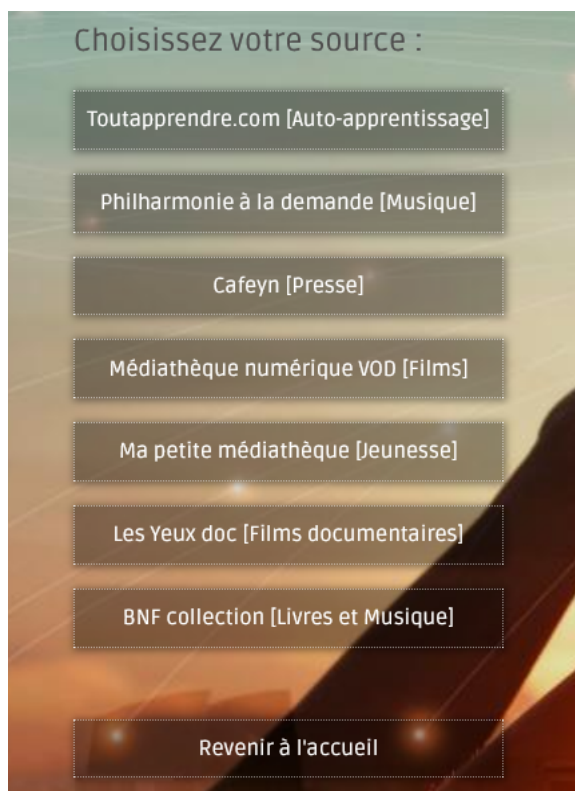 Choisissez votre source :
Toutapprendre.com [Auto-apprentissage]
Philharmonie à la demande [Musique]
Cafeyn [Presse]
Médiathèque numérique VOD [Films]
Ma petite médiathèque [Jeunesse]
Les Yeux doc [Films documentaires]
BNF collection [Livres et Musique]
Revenir à l'accueil